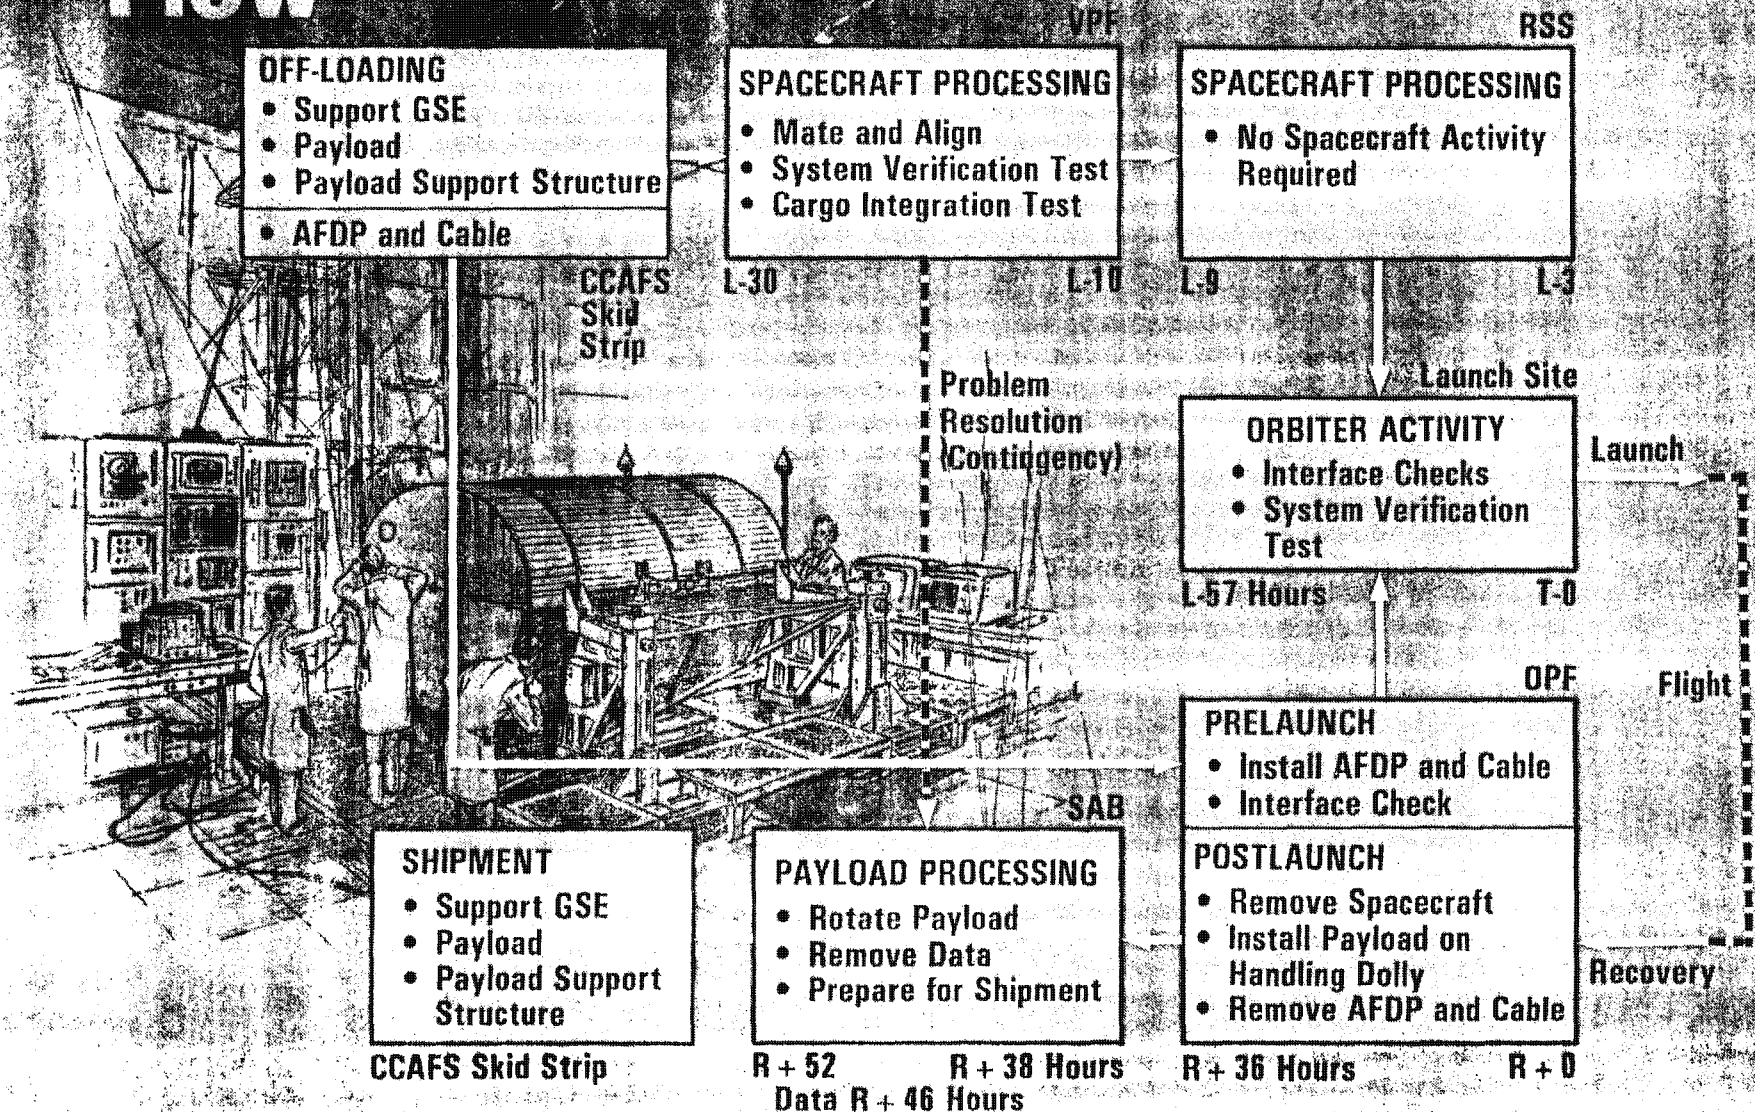 Flow
OFF-LOADING
• Support GSE
• Payload
• Payload Support Structure
• AFDP and Cable
CCAFS
Skid
Strip
VPF
SPACECRAFT PROCESSING
• Mate and Align
• System Verification Test
• Cargo Integration Test
L-30 L-10
RSS
SPACECRAFT PROCESSING
• No Spacecraft Activity
Required
L-9 L-3
Problem
Resolution
(Contingency)
Launch Site
ORBITER ACTIVITY
• Interface Checks
• System Verification
Test
L-57 Hours T-0
Launch
Flight
Recovery
OPF
PRELAUNCH
• Install AFDP and Cable
• Interface Check
POSTLAUNCH
• Remove Spacecraft
• Install Payload on
Handling Dolly
• Remove AFDP and Cable
R + 36 Hours R + 0
SAB
PAYLOAD PROCESSING
• Rotate Payload
• Remove Data
• Prepare for Shipment
R + 52 R + 38 Hours
Data R + 46 Hours
SHIPMENT
• Support GSE
• Payload
• Payload Support
Structure
CCAFS Skid Strip